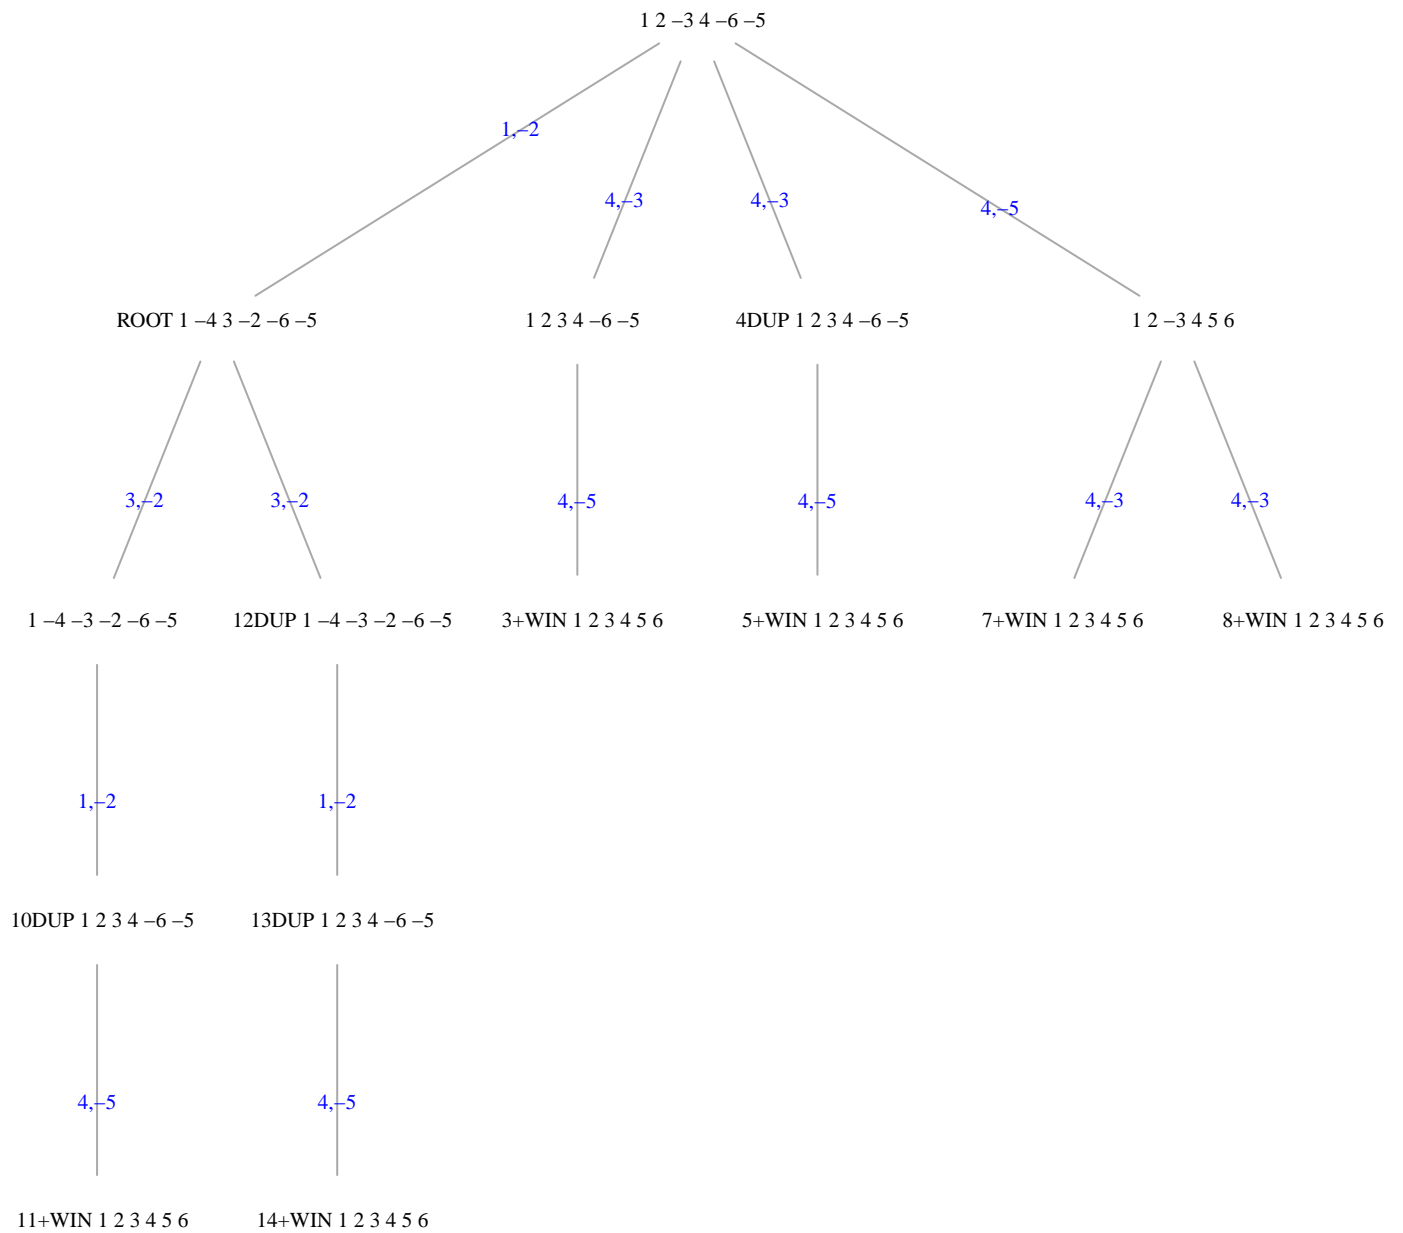 1 2 −3 4 −6 −5
1,−2
4,−3
4,−3
4,−5
ROOT 1 −4 3 −2 −6 −5
1 2 3 4 −6 −5
4DUP 1 2 3 4 −6 −5
1 2 −3 4 5 6
3,−2
3,−2
4,−5
4,−5
4,−3
4,−3
1 −4 −3 −2 −6 −5
12DUP 1 −4 −3 −2 −6 −5
3+WIN 1 2 3 4 5 6
5+WIN 1 2 3 4 5 6
7+WIN 1 2 3 4 5 6
8+WIN 1 2 3 4 5 6
1,−2
1,−2
10DUP 1 2 3 4 −6 −5
13DUP 1 2 3 4 −6 −5
4,−5
4,−5
11+WIN 1 2 3 4 5 6
14+WIN 1 2 3 4 5 6